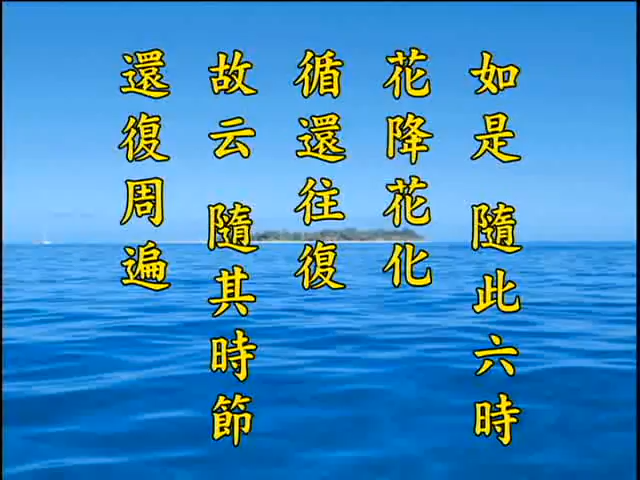 如是 隨此六時
花降花化
循還往復
故云 隨其時節
還復周遍